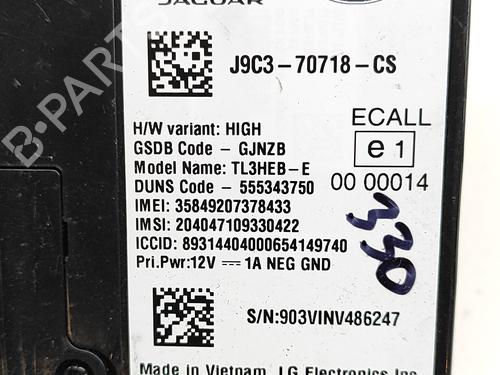 JAGUAR
J9C3-70718-CS
H/W variant: HIGH
GSDB Code - GJNZB
Model Name: TL3HEB-E
DUNS Code - 555343750
IMEI: 35849207378433
IMSI: 204047109330422
ICCID: 89314404000654149740
Pri.Pwr:12V ⎓ 1A NEG GND
ECALL
e1
00 00014
330
S/N:903VINV486247
Made in Vietnam, LG Electronics Inc
B-PARTS